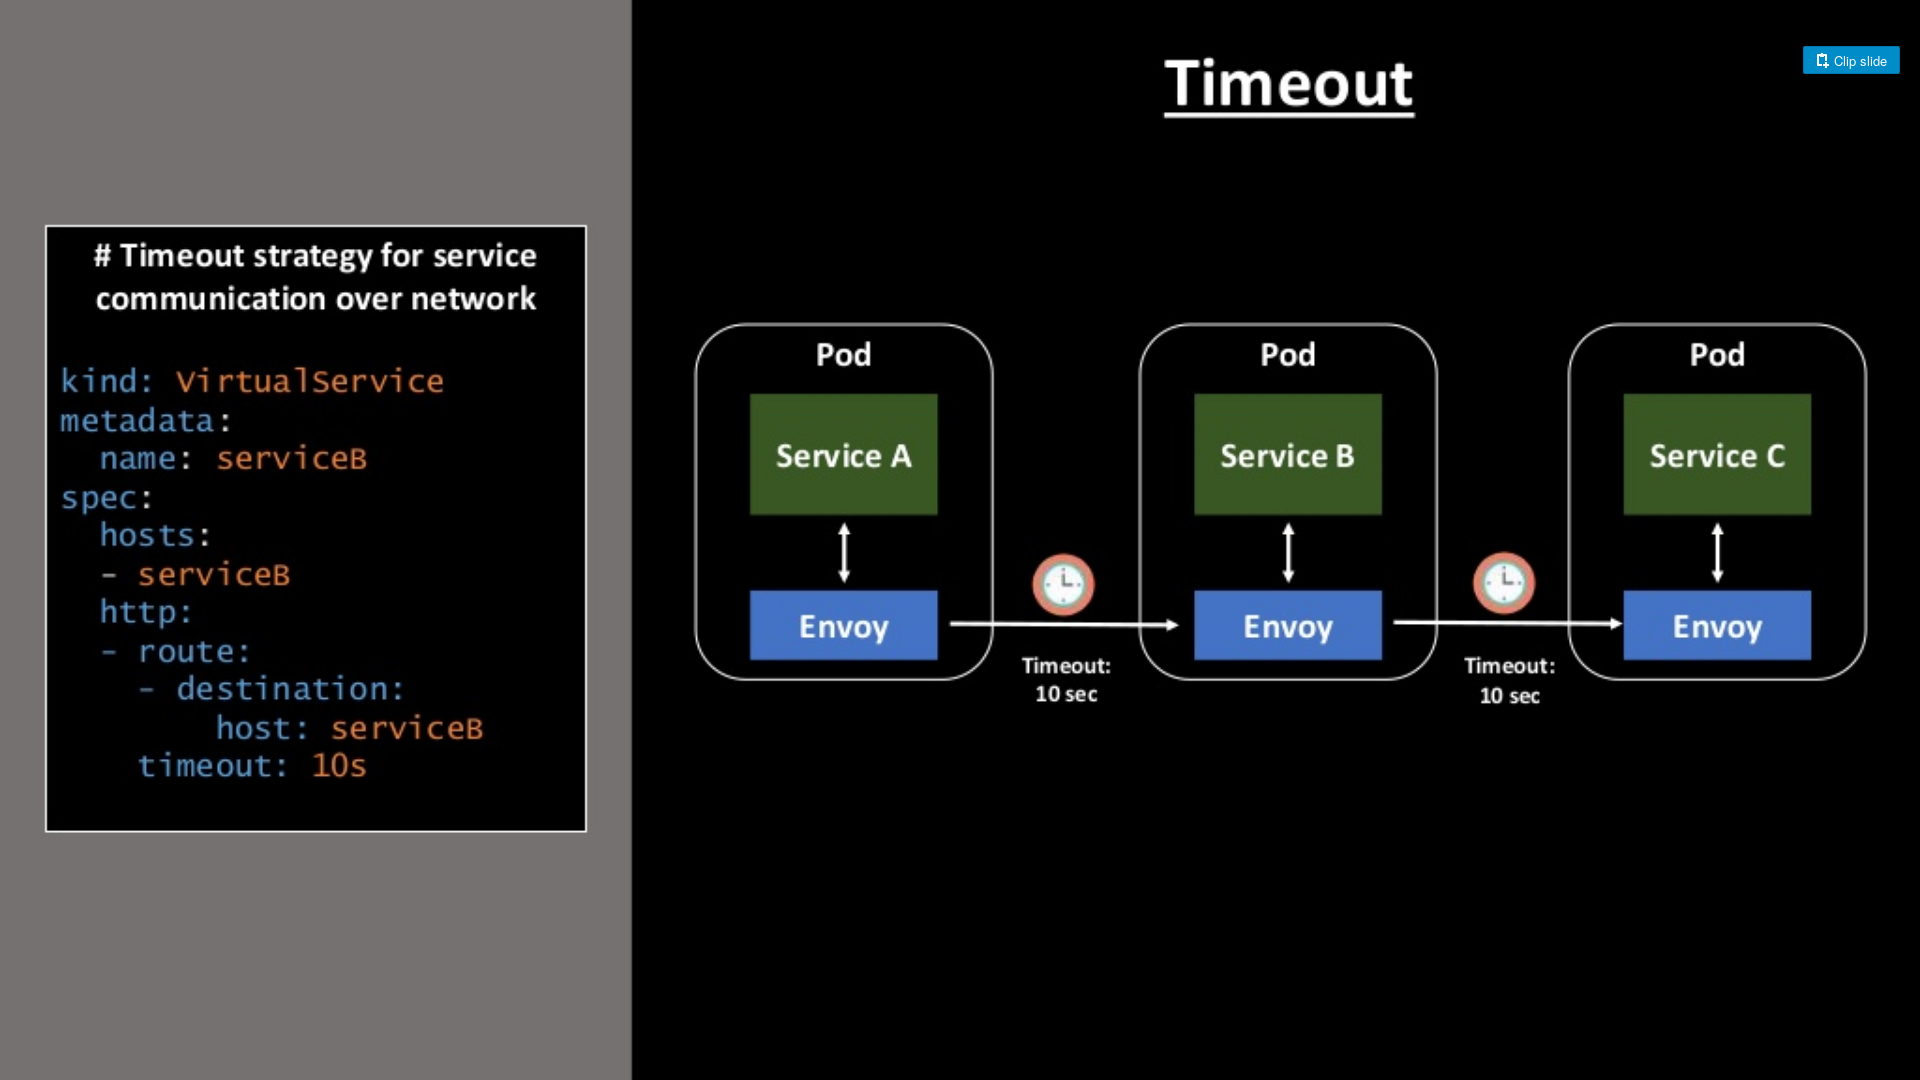 Timeout
Clip slide
# Timeout strategy for service
communication over network
kind: VirtualService
metadata:
  name: serviceB
spec:
  hosts:
  - serviceB
  http:
  - route:
    - destination:
        host: serviceB
    timeout: 10s
Pod
Service A
Envoy
Timeout:
10 sec
Pod
Service B
Envoy
Timeout:
10 sec
Pod
Service C
Envoy